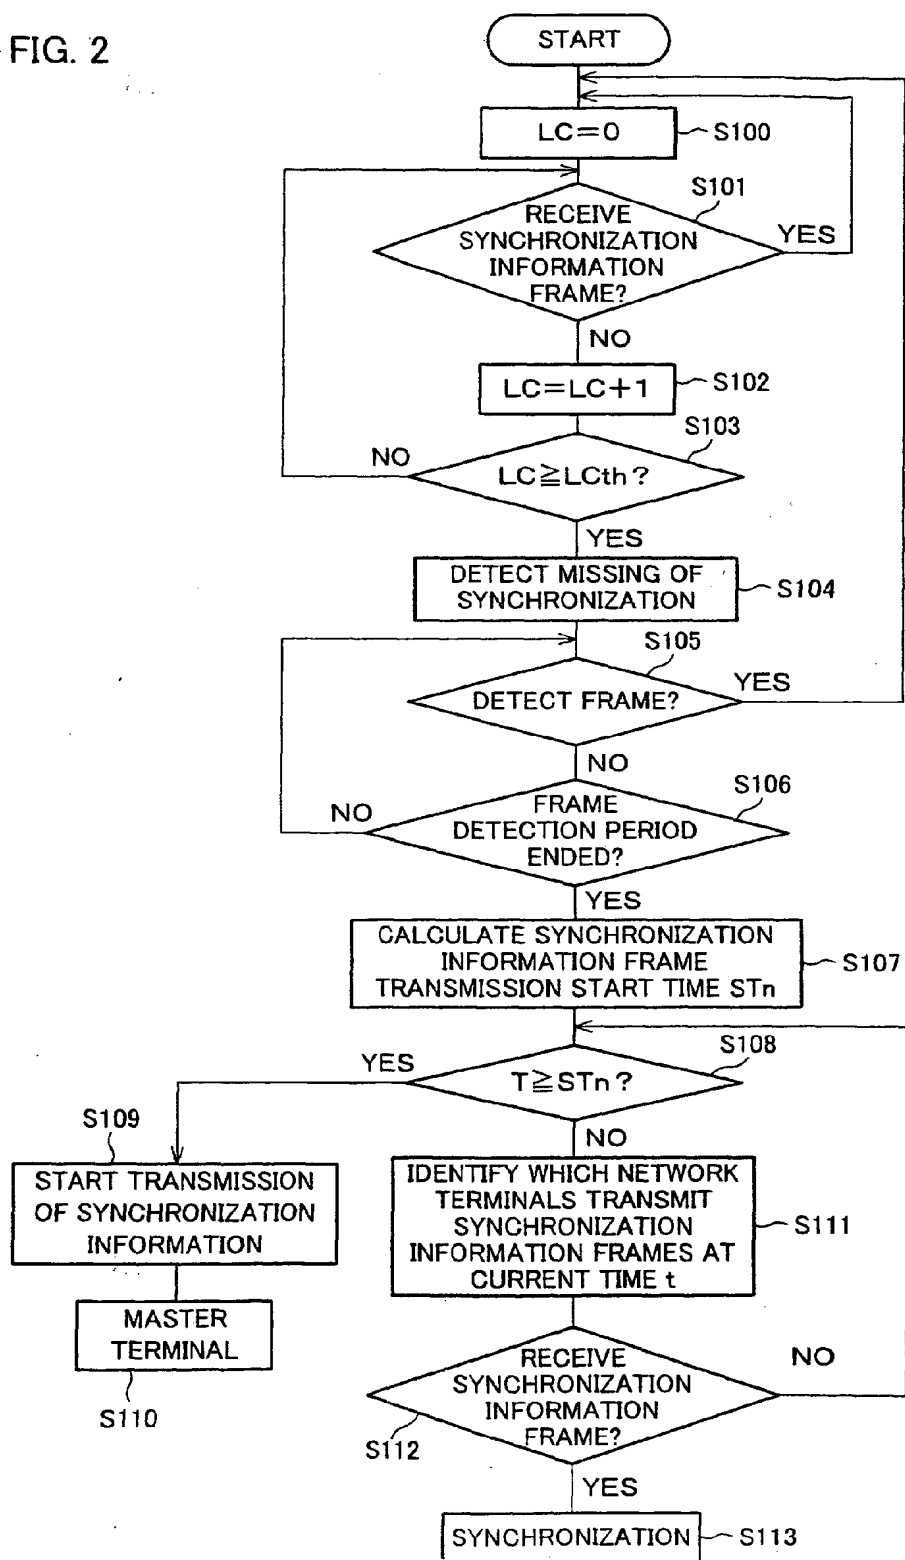 FIG. 2
START
LC=0
S100
S101
RECEIVE
SYNCHRONIZATION
INFORMATION
FRAME?
YES
NO
LC=LC+1
S102
S103
NO
LC≧LCth?
YES
DETECT MISSING OF
SYNCHRONIZATION
S104
S105
DETECT FRAME?
YES
NO
S106
NO
FRAME
DETECTION PERIOD
ENDED?
YES
CALCULATE SYNCHRONIZATION
INFORMATION FRAME
TRANSMISSION START TIME STn
S107
S108
YES
T≧STn?
NO
S109
START TRANSMISSION
OF SYNCHRONIZATION
INFORMATION
MASTER
TERMINAL
S110
IDENTIFY WHICH NETWORK
TERMINALS TRANSMIT
SYNCHRONIZATION
INFORMATION FRAMES AT
CURRENT TIME t
S111
RECEIVE
SYNCHRONIZATION
INFORMATION
FRAME?
NO
S112
YES
SYNCHRONIZATION
S113